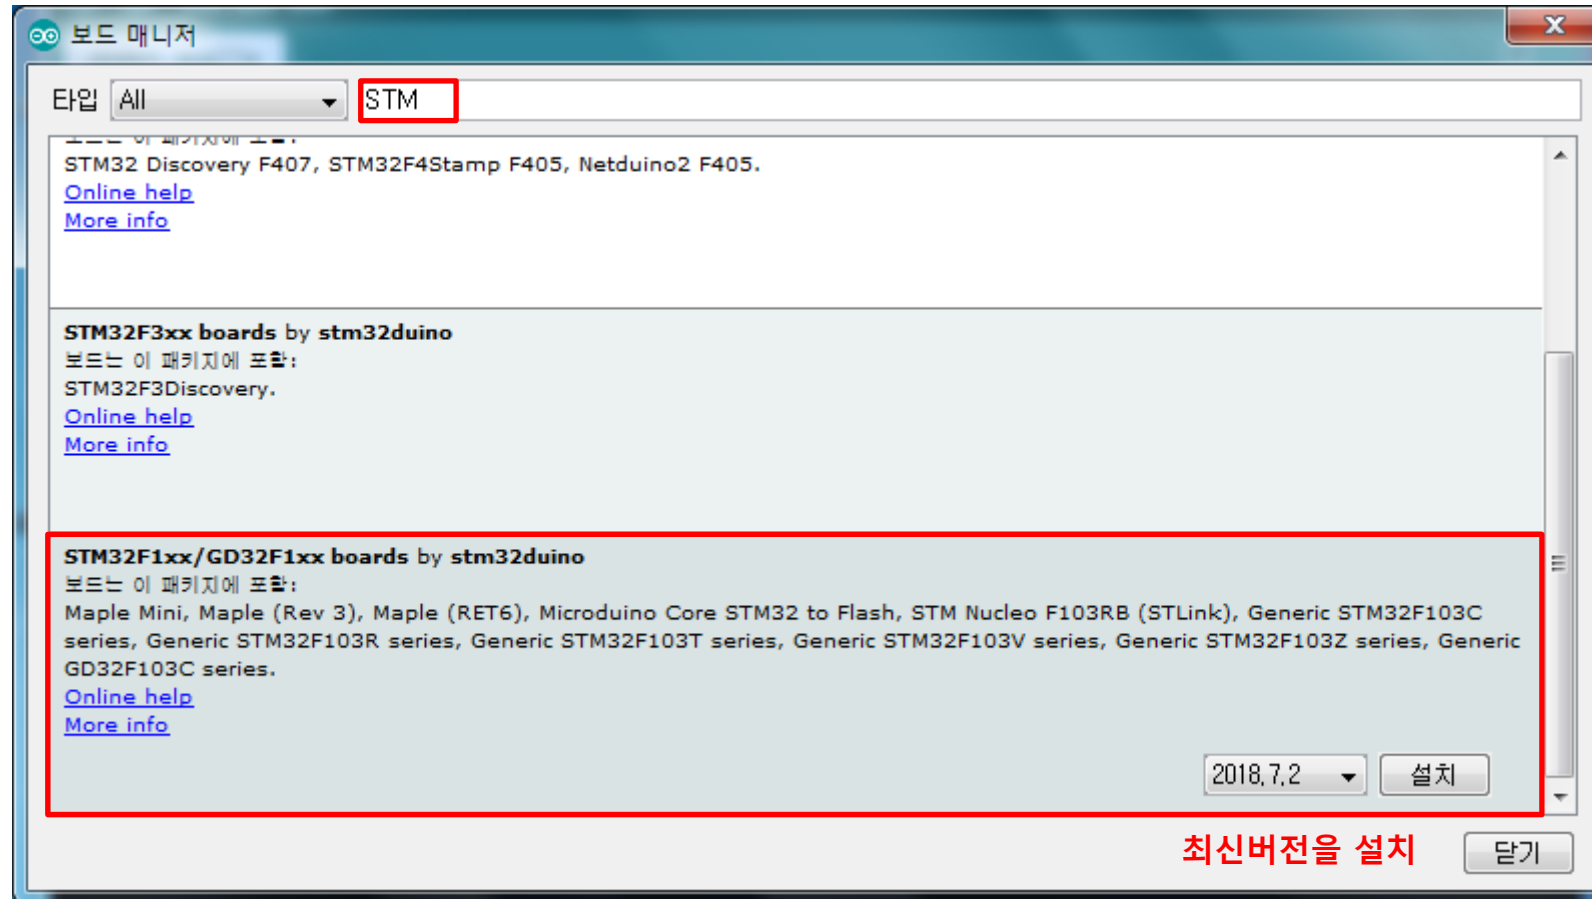 보드 매니저
타입 All STM
STM32 Discovery F407, STM32F4Stamp F405, Netduino2 F405.
Online help
More info
STM32F3xx boards by stm32duino
보드는 이 패키지에 포함:
STM32F3Discovery.
Online help
More info
STM32F1xx/GD32F1xx boards by stm32duino
보드는 이 패키지에 포함:
Maple Mini, Maple (Rev 3), Maple (RET6), Microduino Core STM32 to Flash, STM Nucleo F103RB (STLink), Generic STM32F103C
series, Generic STM32F103R series, Generic STM32F103T series, Generic STM32F103V series, Generic STM32F103Z series, Generic
GD32F103C series.
Online help
More info
2018.7.2 설치
최신버전을 설치 닫기